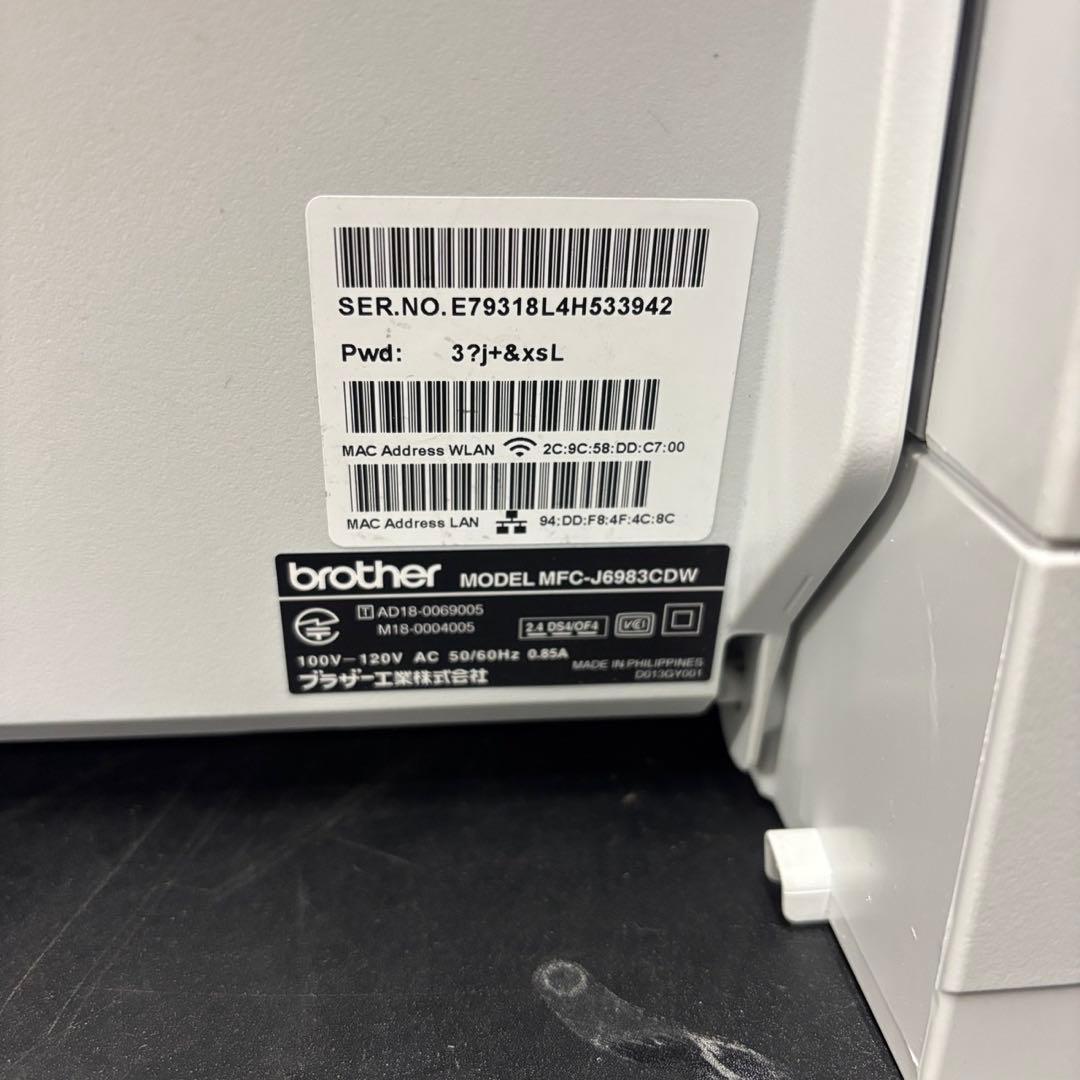 SER.NO.E79318L4H533942
Pwd: 3?j+&xsL
MAC Address WLAN 2C:9C:58:DD:C7:00
MAC Address LAN 94:DD:F8:4F:4C:8C
brother MODEL MFC-J6983CDW
T AD18-0069005
M18-0004005
2.4 DS4/OF4 VCI
100V-120V AC 50/60Hz 0.85A
MADE IN PHILIPPINES
ブラザー工業株式会社
D013GY001